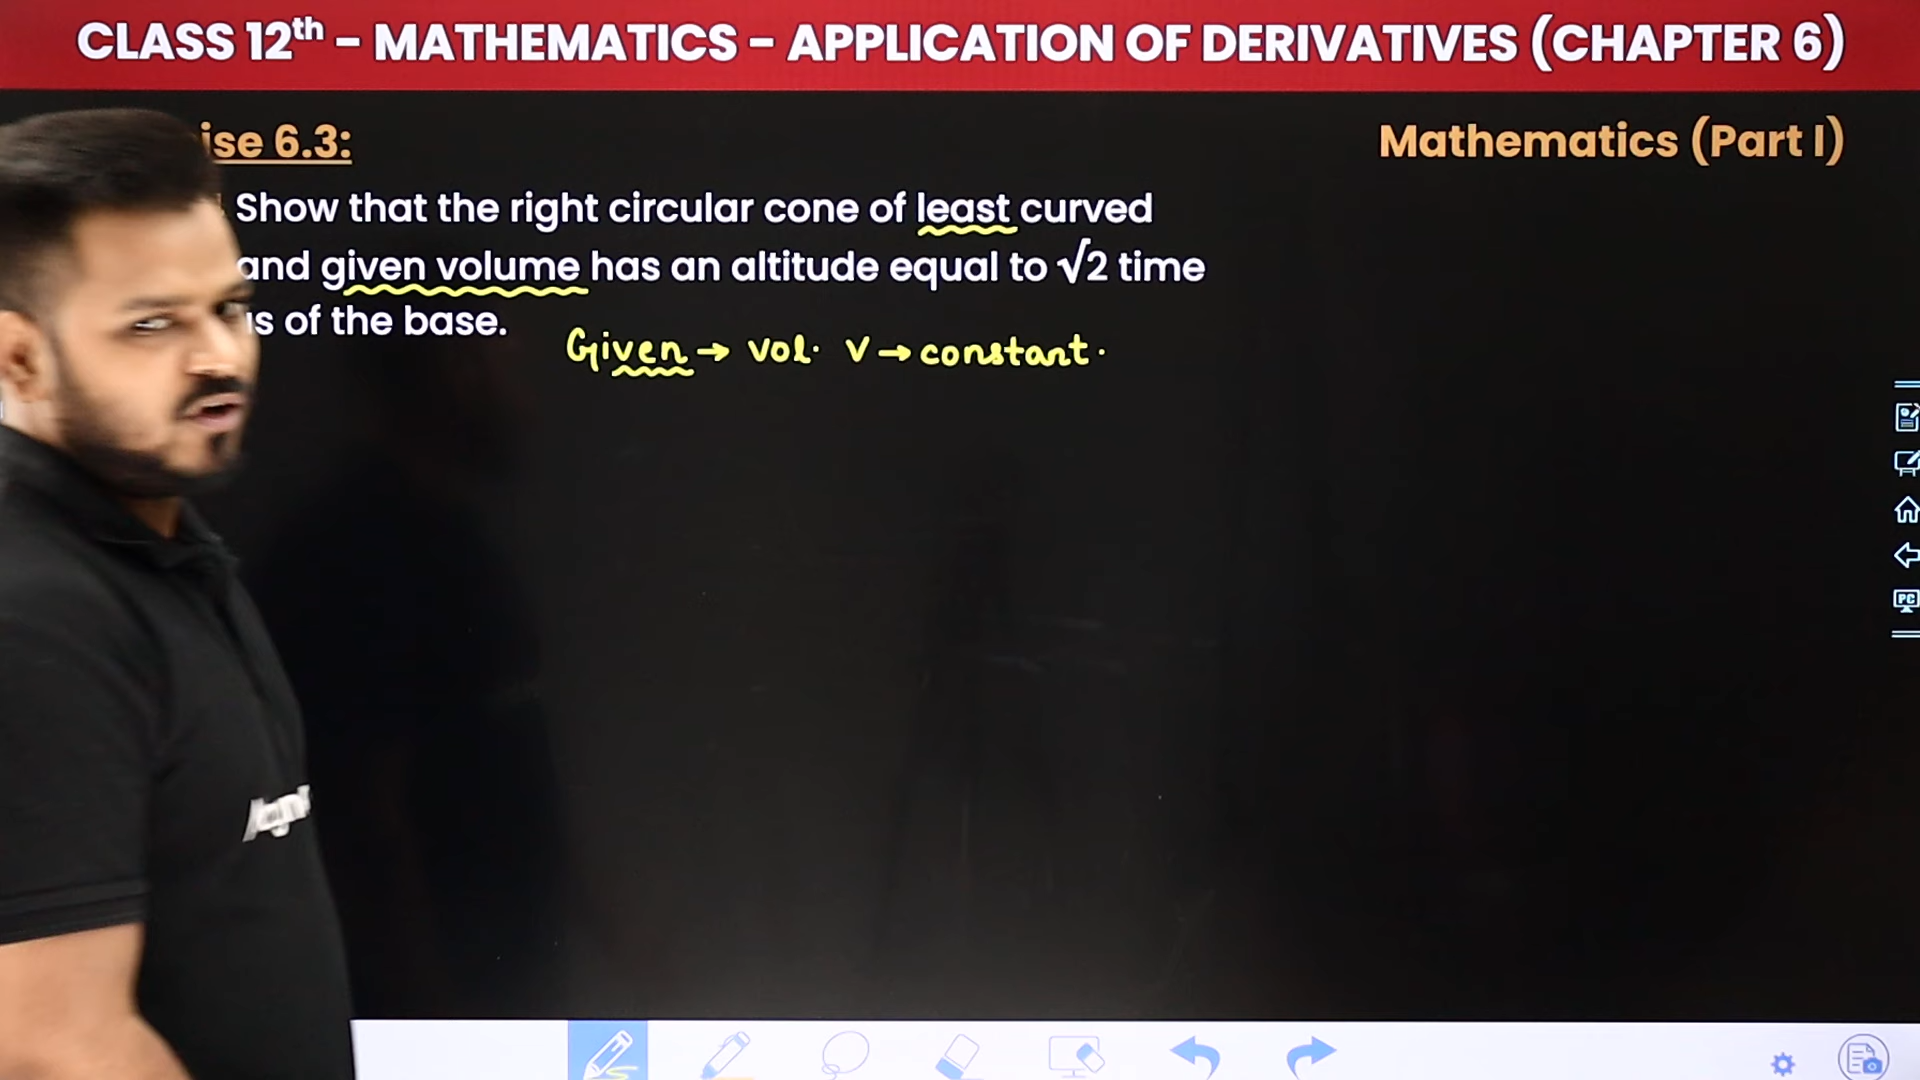 CLASS 12th - MATHEMATICS - APPLICATION OF DERIVATIVES (CHAPTER 6)
ise 6.3:
Mathematics (Part I)
. Show that the right circular cone of least curved
and given volume has an altitude equal to √2 time
is of the base.
Given → vol. V → constant.
PC